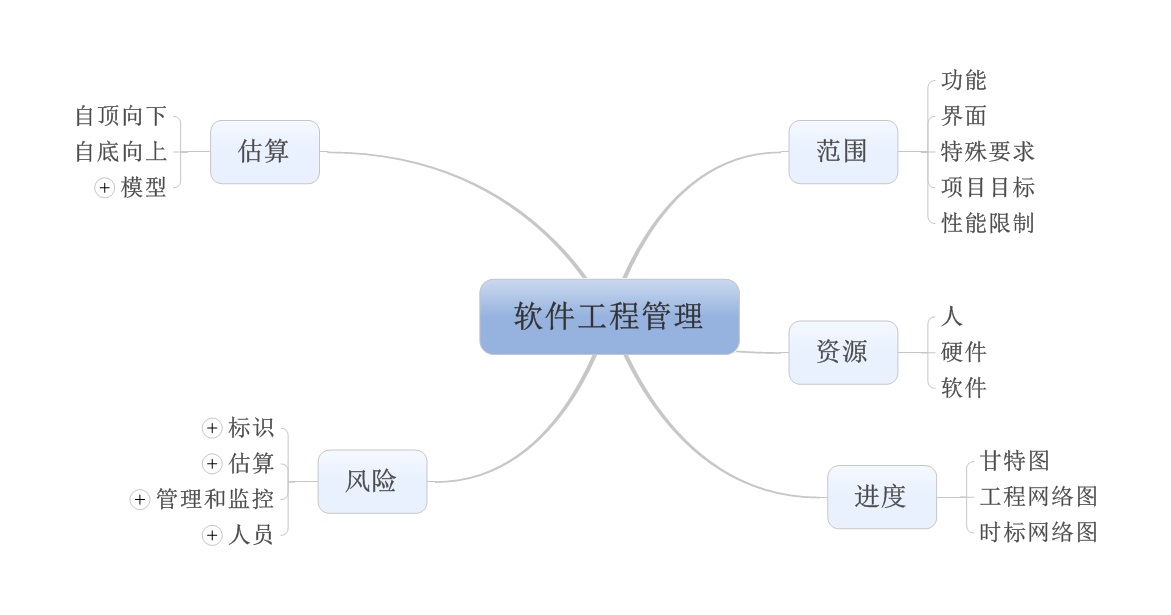 软件工程管理
范围
功能
界面
特殊要求
项目目标
性能限制
资源
人
硬件
软件
进度
甘特图
工程网络图
时标网络图
估算
自顶向下
自底向上
模型
风险
标识
估算
管理和监控
人员